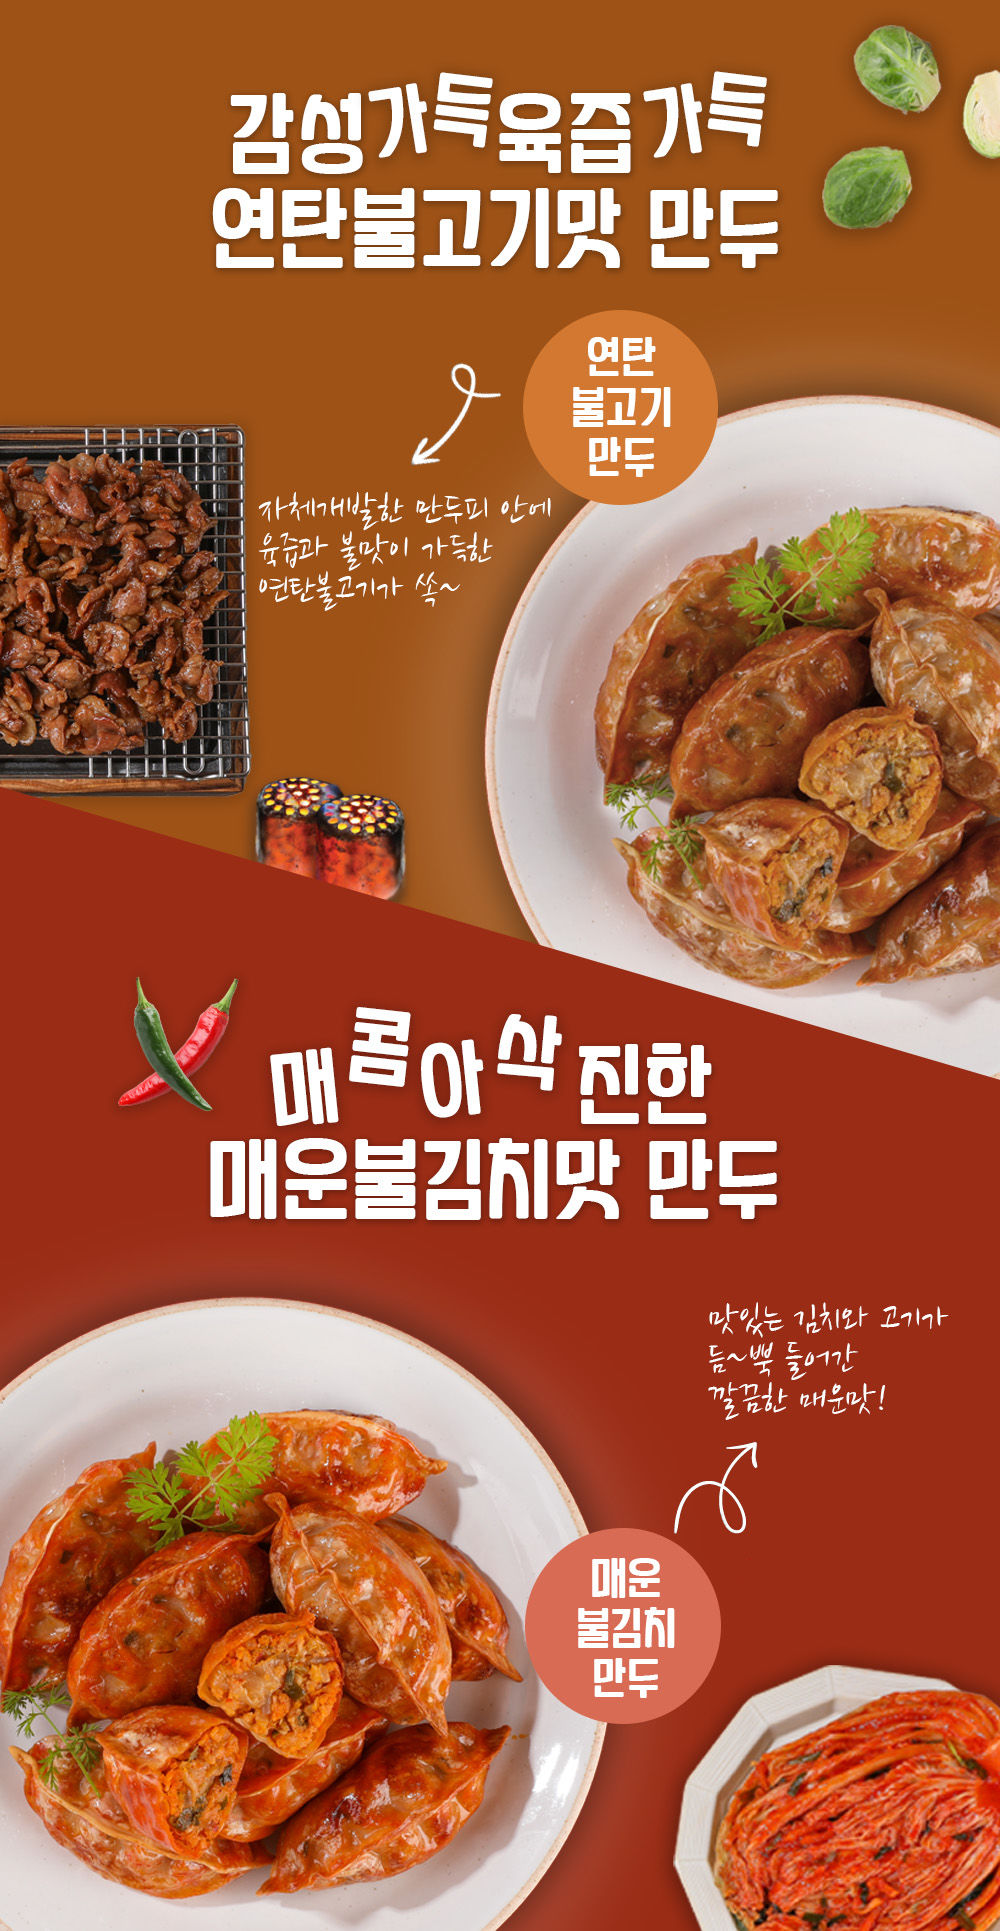 감성가득육즙 가득
연탄불고기맛 만두
연탄
불고기
만두
자체개발한 만두피 안에
육즙과 불맛이 가득한
연탄불고기가 쏙~
매콤아삭 진한
매운불김치맛 만두
맛있는 김치와 고기가
듬~뿍 들어간
깔끔한 매운맛!
매운
불김치
만두